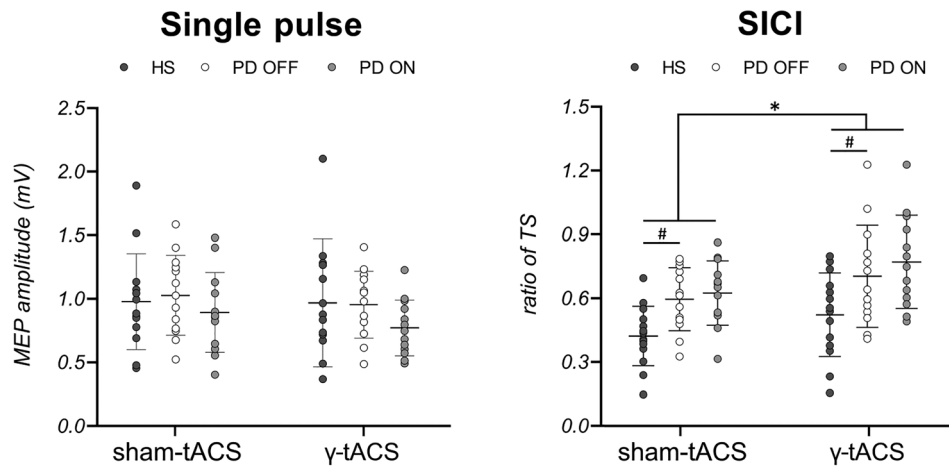 Single pulse
HS PD OFF PD ON
MEP amplitude (mV)
2.5
2.0
1.5
1.0
0.5
0.0
sham-tACS γ-tACS
SICI
HS PD OFF PD ON
ratio of TS
1.5
1.2
0.9
0.6
0.3
0.0
*
#
#
sham-tACS γ-tACS